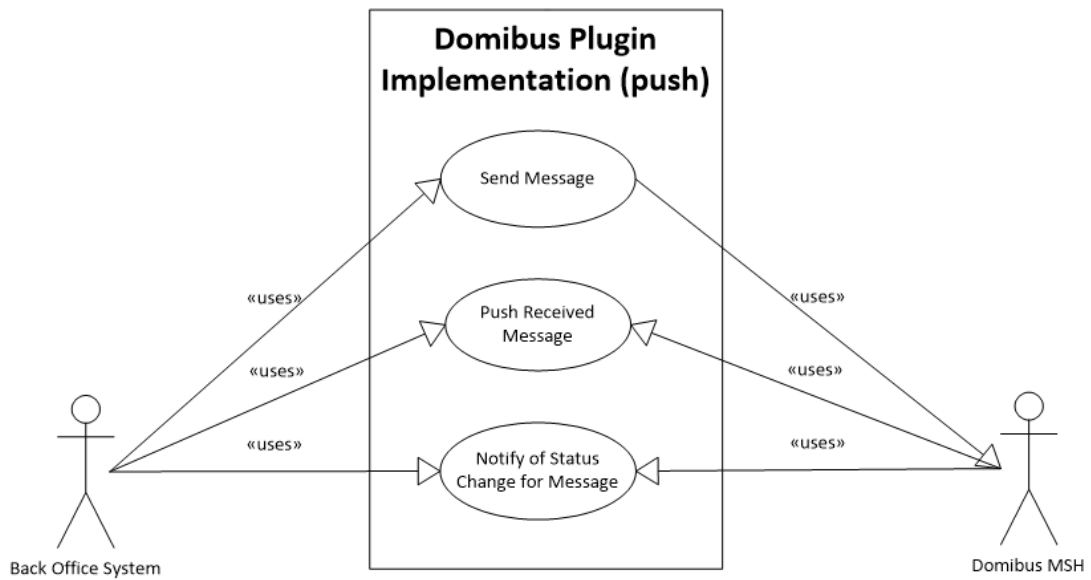 Domibus Plugin
Implementation (push)
Send Message
«uses»
«uses»
Push Received
Message
«uses»
«uses»
«uses»
«uses»
Notify of Status
Change for Message
Back Office System
Domibus MSH